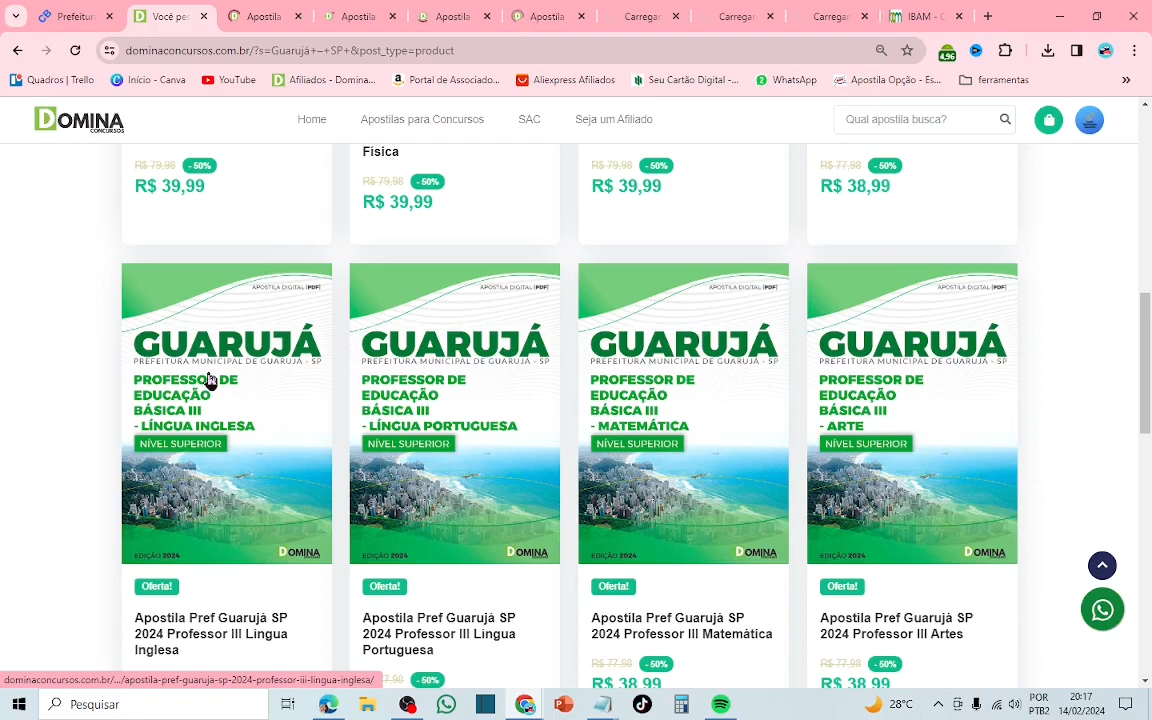 Prefeitur
Você pes
Apostila
Apostila
Apostila
Apostila
Carregar
Carregar
Carregar
IBAM - C
dominaconcursos.com.br/?s=Guarujá+–+SP+&post_type=product
4,96
Quadros | Trello
Início - Canva
YouTube
Afiliados - Domina...
Portal de Associado...
Aliexpress Afiliados
Seu Cartão Digital -...
WhatsApp
Apostila Opção - Es...
ferramentas
DOMINA
CONCURSOS
Home
Apostilas para Concursos
SAC
Seja um Afiliado
Qual apostila busca?
R$ 79,98 - 50%
R$ 39,99
Física
R$ 79,98 - 50%
R$ 39,99
R$ 79,98 - 50%
R$ 39,99
R$ 77,98 - 50%
R$ 38,99
APOSTILA DIGITAL (PDF)
GUARUJÁ
PREFEITURA MUNICIPAL DE GUARUJÁ - SP
PROFESSOR DE
EDUCAÇÃO
BÁSICA III
- LÍNGUA INGLESA
NÍVEL SUPERIOR
EDIÇÃO 2024
DOMINA
Oferta!
Apostila Pref Guarujá SP
2024 Professor III Lingua
Inglesa
APOSTILA DIGITAL (PDF)
GUARUJÁ
PREFEITURA MUNICIPAL DE GUARUJÁ - SP
PROFESSOR DE
EDUCAÇÃO
BÁSICA III
- LÍNGUA PORTUGUESA
NÍVEL SUPERIOR
EDIÇÃO 2024
DOMINA
Oferta!
Apostila Pref Guarujá SP
2024 Professor III Lingua
Portuguesa
77,98 - 50%
APOSTILA DIGITAL (PDF)
GUARUJÁ
PREFEITURA MUNICIPAL DE GUARUJÁ - SP
PROFESSOR DE
EDUCAÇÃO
BÁSICA III
- MATEMÁTICA
NÍVEL SUPERIOR
EDIÇÃO 2024
DOMINA
Oferta!
Apostila Pref Guarujá SP
2024 Professor III Matemática
R$ 77,98 - 50%
R$ 38,99
APOSTILA DIGITAL (PDF)
GUARUJÁ
PREFEITURA MUNICIPAL DE GUARUJÁ - SP
PROFESSOR DE
EDUCAÇÃO
BÁSICA III
- ARTE
NÍVEL SUPERIOR
EDIÇÃO 2024
DOMINA
Oferta!
Apostila Pref Guarujá SP
2024 Professor III Artes
R$ 77,98 - 50%
R$ 38,99
dominaconcursos.com.br/.../apostila-pref-guaruja-sp-2024-professor-iii-lingua-inglesa/
Pesquisar
28°C
POR
PTB2
20:17
14/02/2024